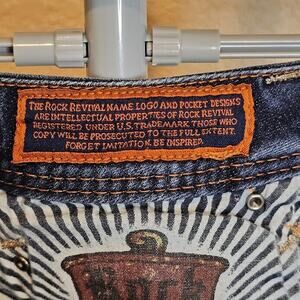 THE ROCK REVIVAL NAME LOGO AND POCKET DESIGNS
ARE INTELLECTUAL PROPERTIES OF ROCK REVIVAL
REGISTERED UNDER U.S. TRADEMARK. THOSE WHO
COPY WILL BE PROSECUTED TO THE FULL EXTENT.
FORGET IMITATION. BE INSPIRED.
Rock